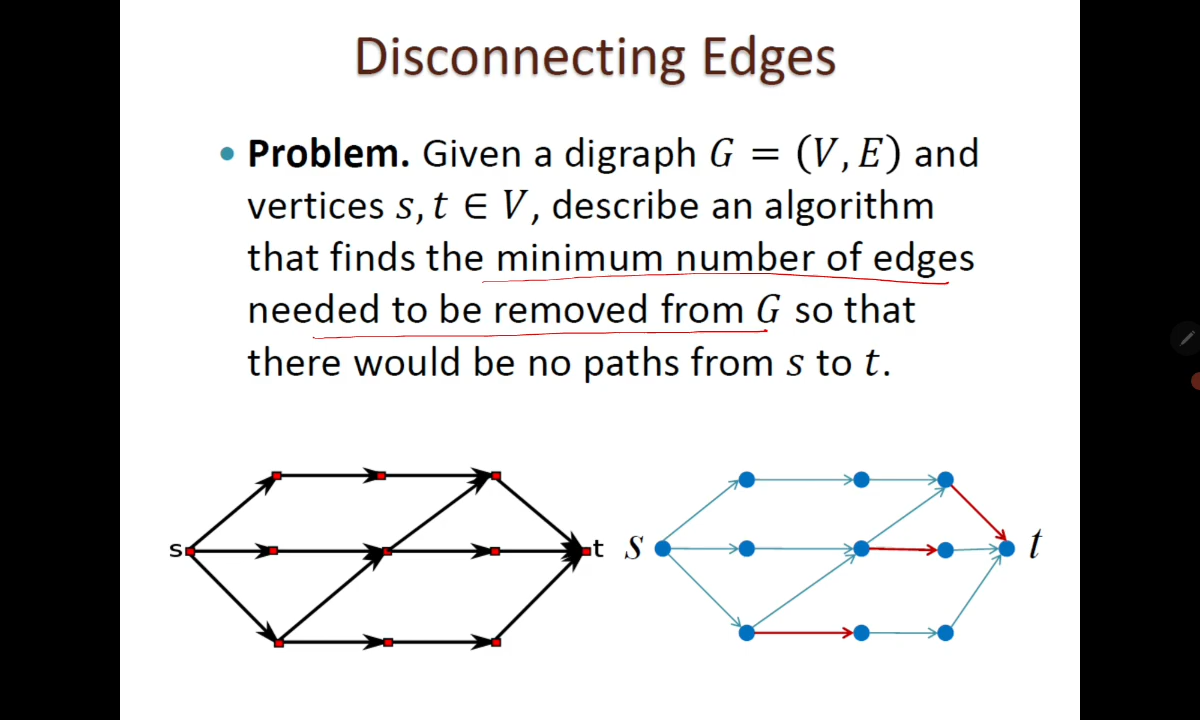 Disconnecting Edges
• Problem. Given a digraph G = (V, E) and
vertices s, t ∈ V, describe an algorithm
that finds the minimum number of edges
needed to be removed from G so that
there would be no paths from s to t.
s t s t